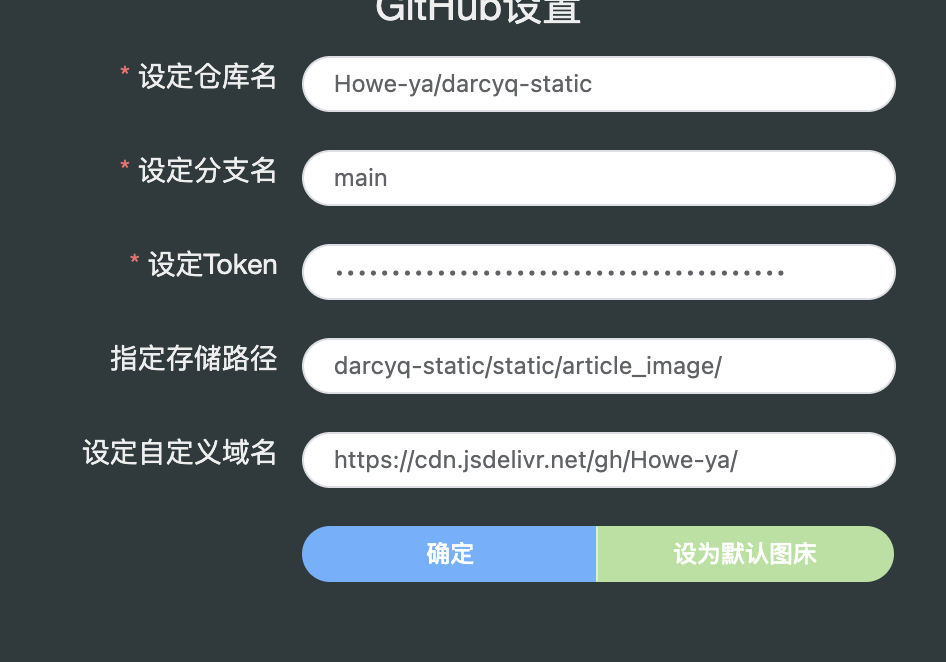 GitHub设置
* 设定仓库名 Howe-ya/darcyq-static
* 设定分支名 main
* 设定Token ••••••••••••••••••••••••••••••••••••••••
指定存储路径 darcyq-static/static/article_image/
设定自定义域名 https://cdn.jsdelivr.net/gh/Howe-ya/
确定 设为默认图床